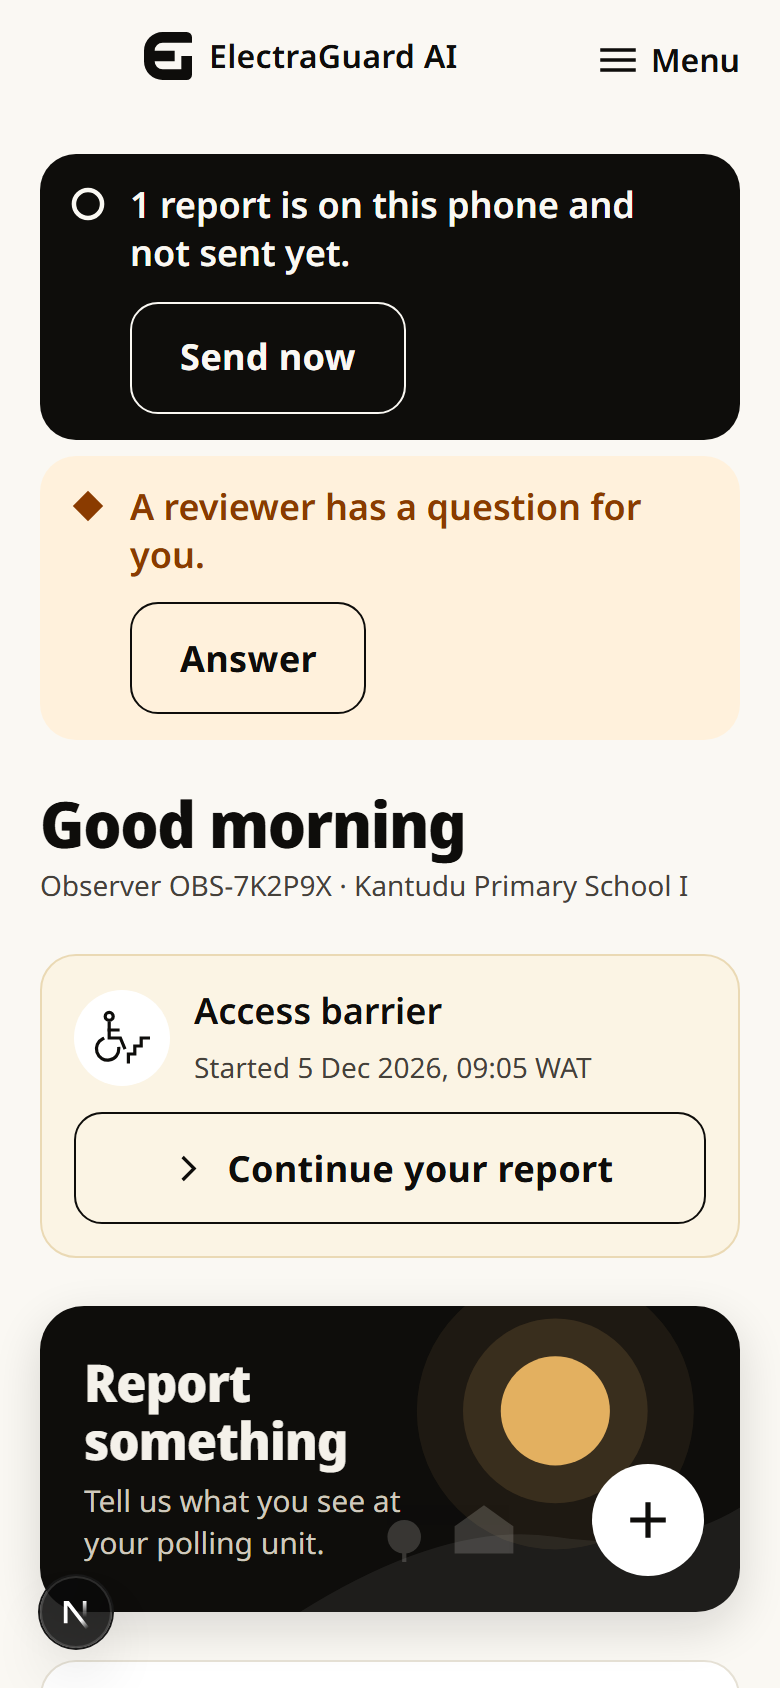 ElectraGuard AI
Menu
1 report is on this phone and
not sent yet.
Send now
A reviewer has a question for
you.
Answer
Good morning
Observer OBS-7K2P9X · Kantudu Primary School I
Access barrier
Started 5 Dec 2026, 09:05 WAT
Continue your report
Report
something
Tell us what you see at
your polling unit.
N